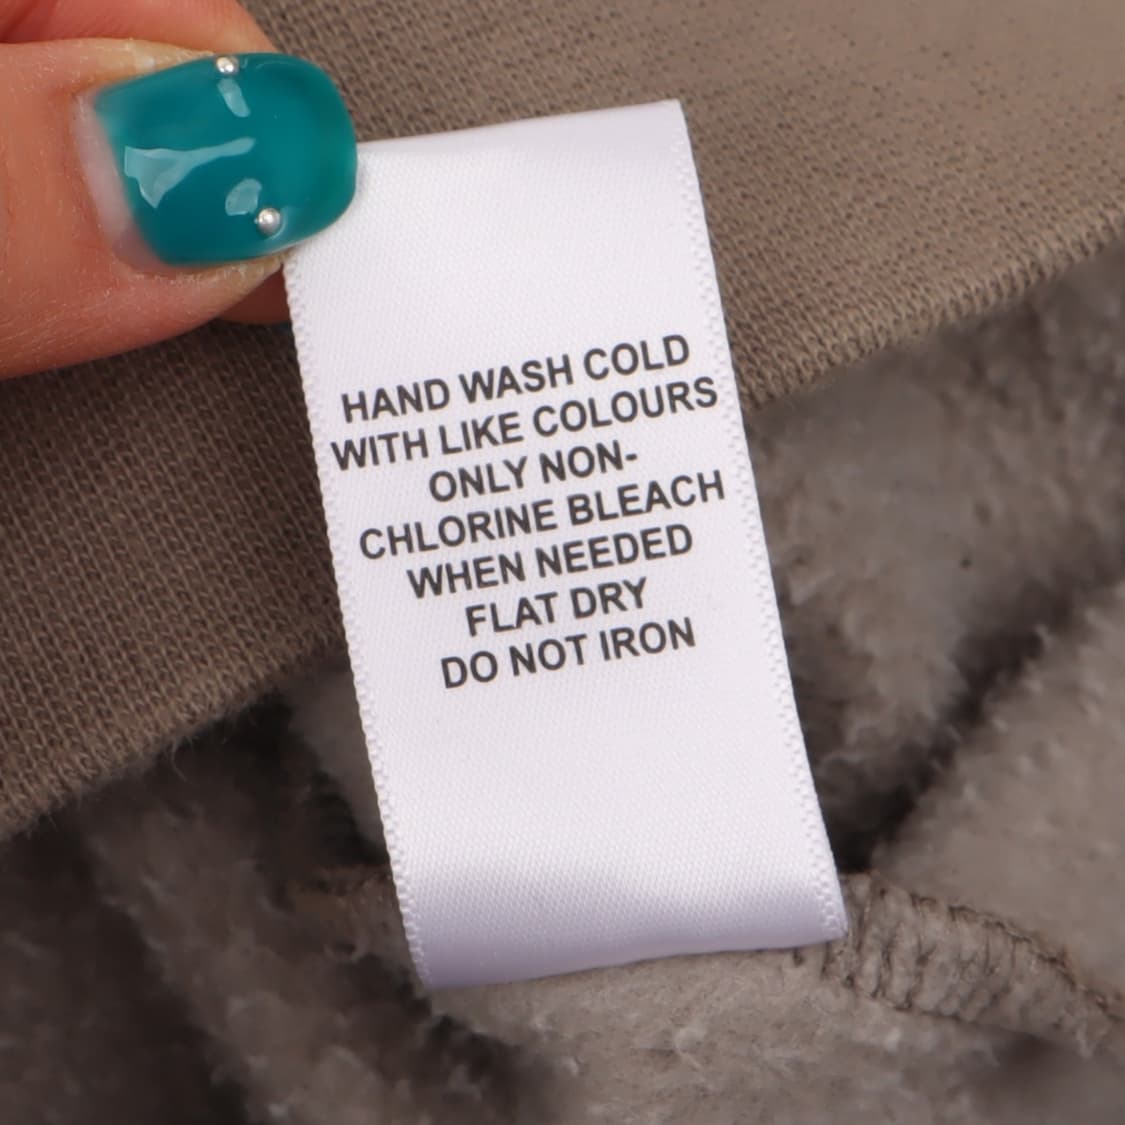 HAND WASH COLD
WITH LIKE COLOURS
ONLY NON-
CHLORINE BLEACH
WHEN NEEDED
FLAT DRY
DO NOT IRON